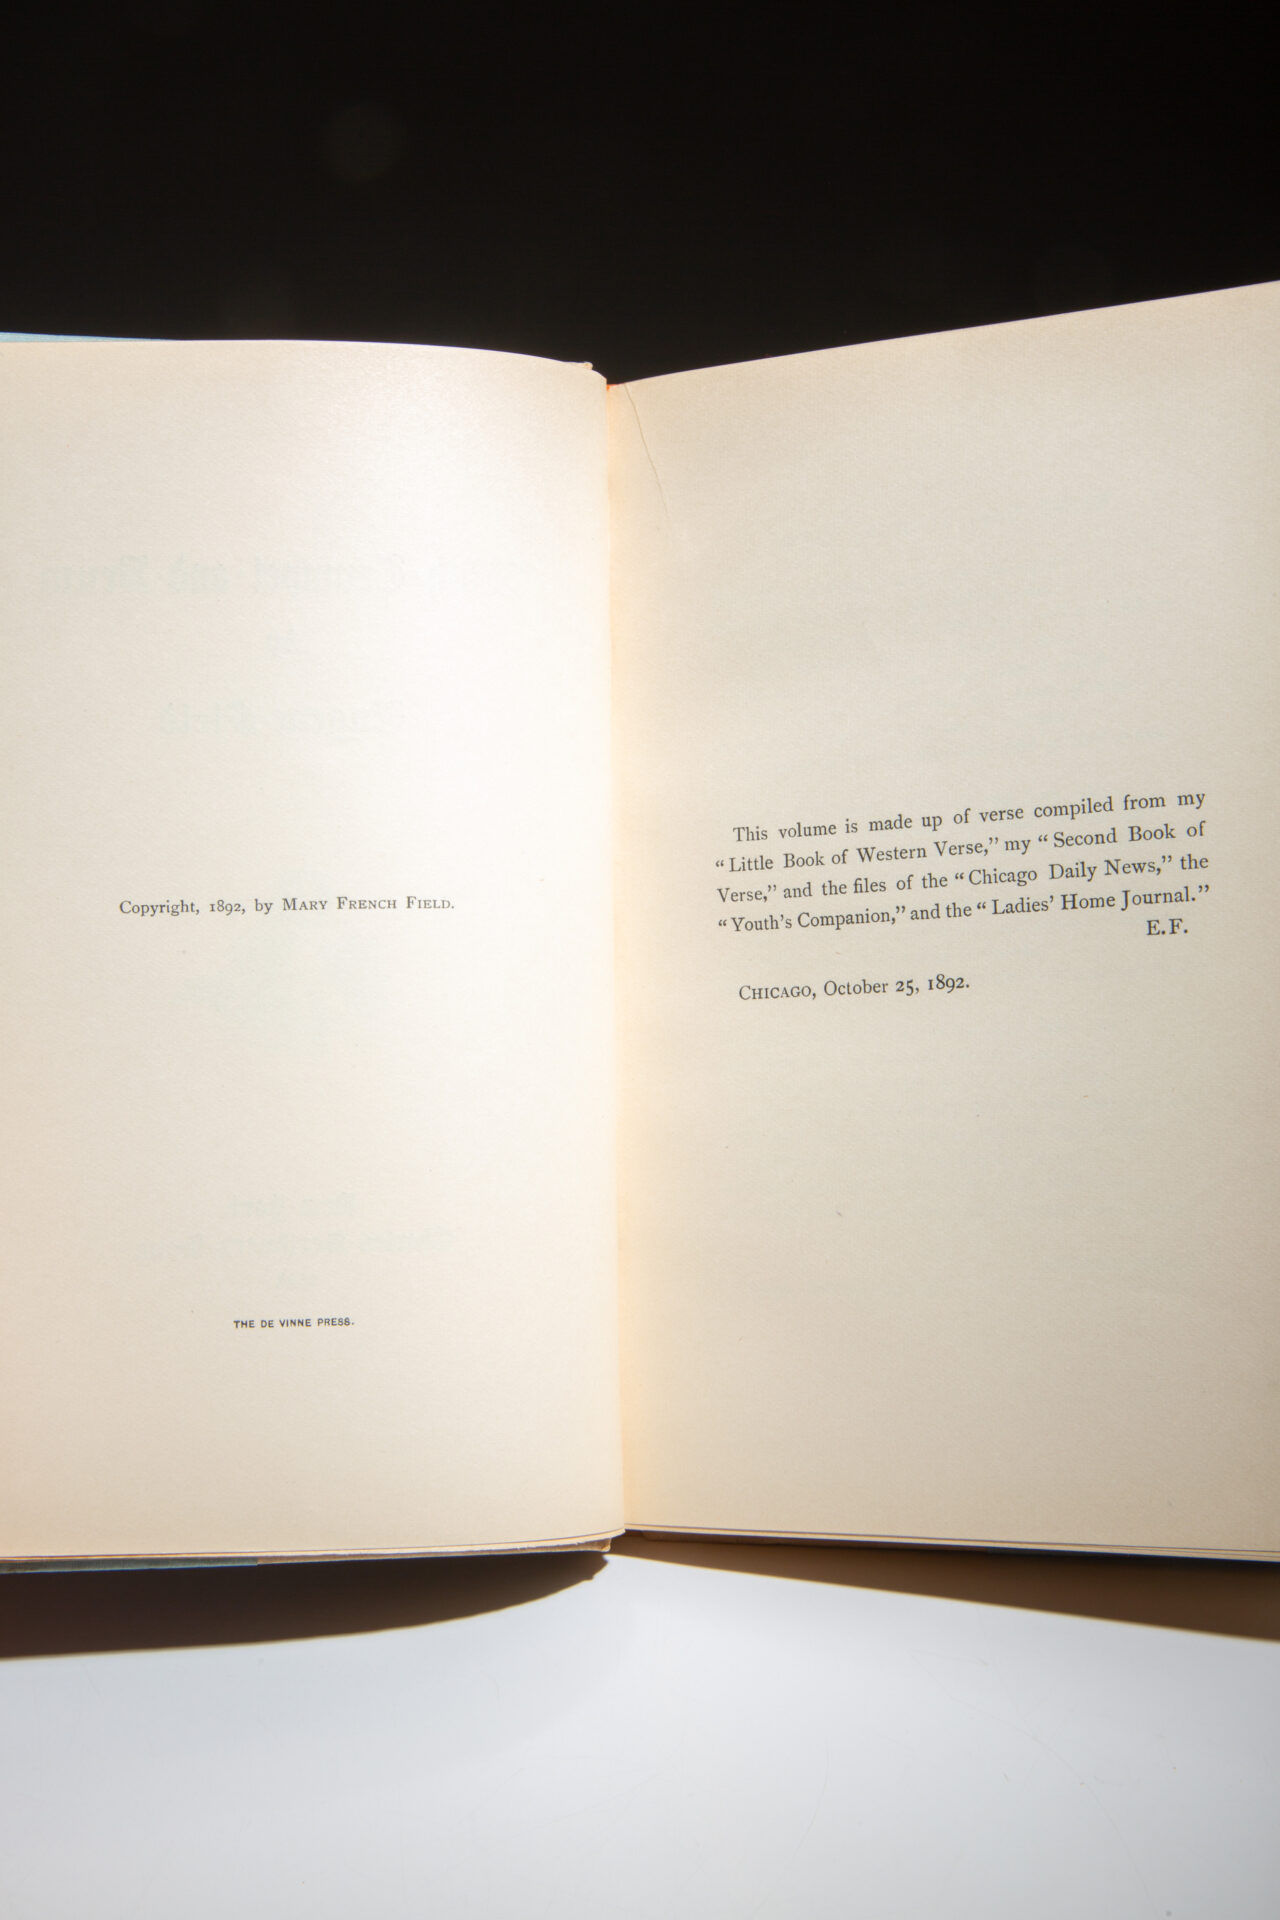 Copyright, 1892, by MARY FRENCH FIELD.
THE DE VINNE PRESS.
This volume is made up of verse compiled from my
“Little Book of Western Verse,” my “Second Book of
Verse,” and the files of the “Chicago Daily News,” the
“Youth’s Companion,” and the “Ladies’ Home Journal.”
E. F.
CHICAGO, October 25, 1892.